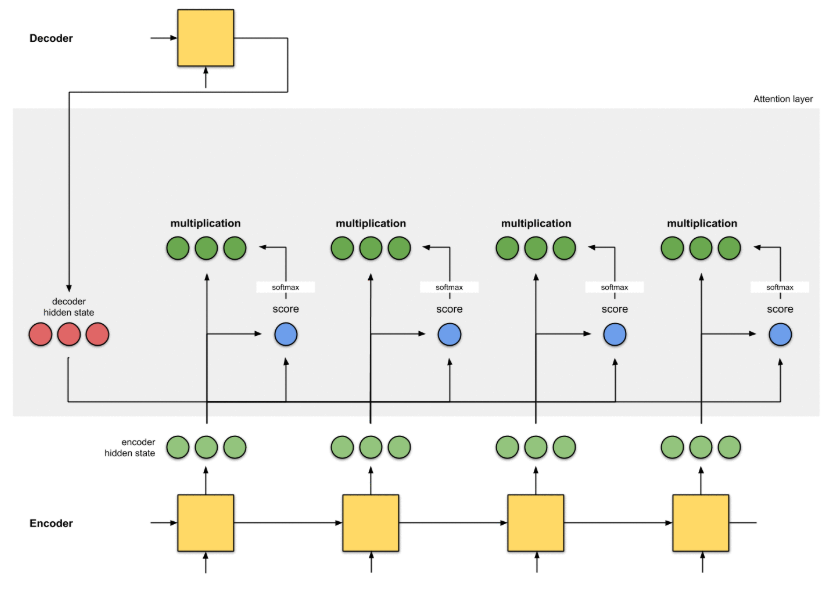 Decoder
Attention layer
multiplication
multiplication
multiplication
multiplication
softmax
softmax
softmax
softmax
decoder
hidden state
score
score
score
score
encoder
hidden state
Encoder